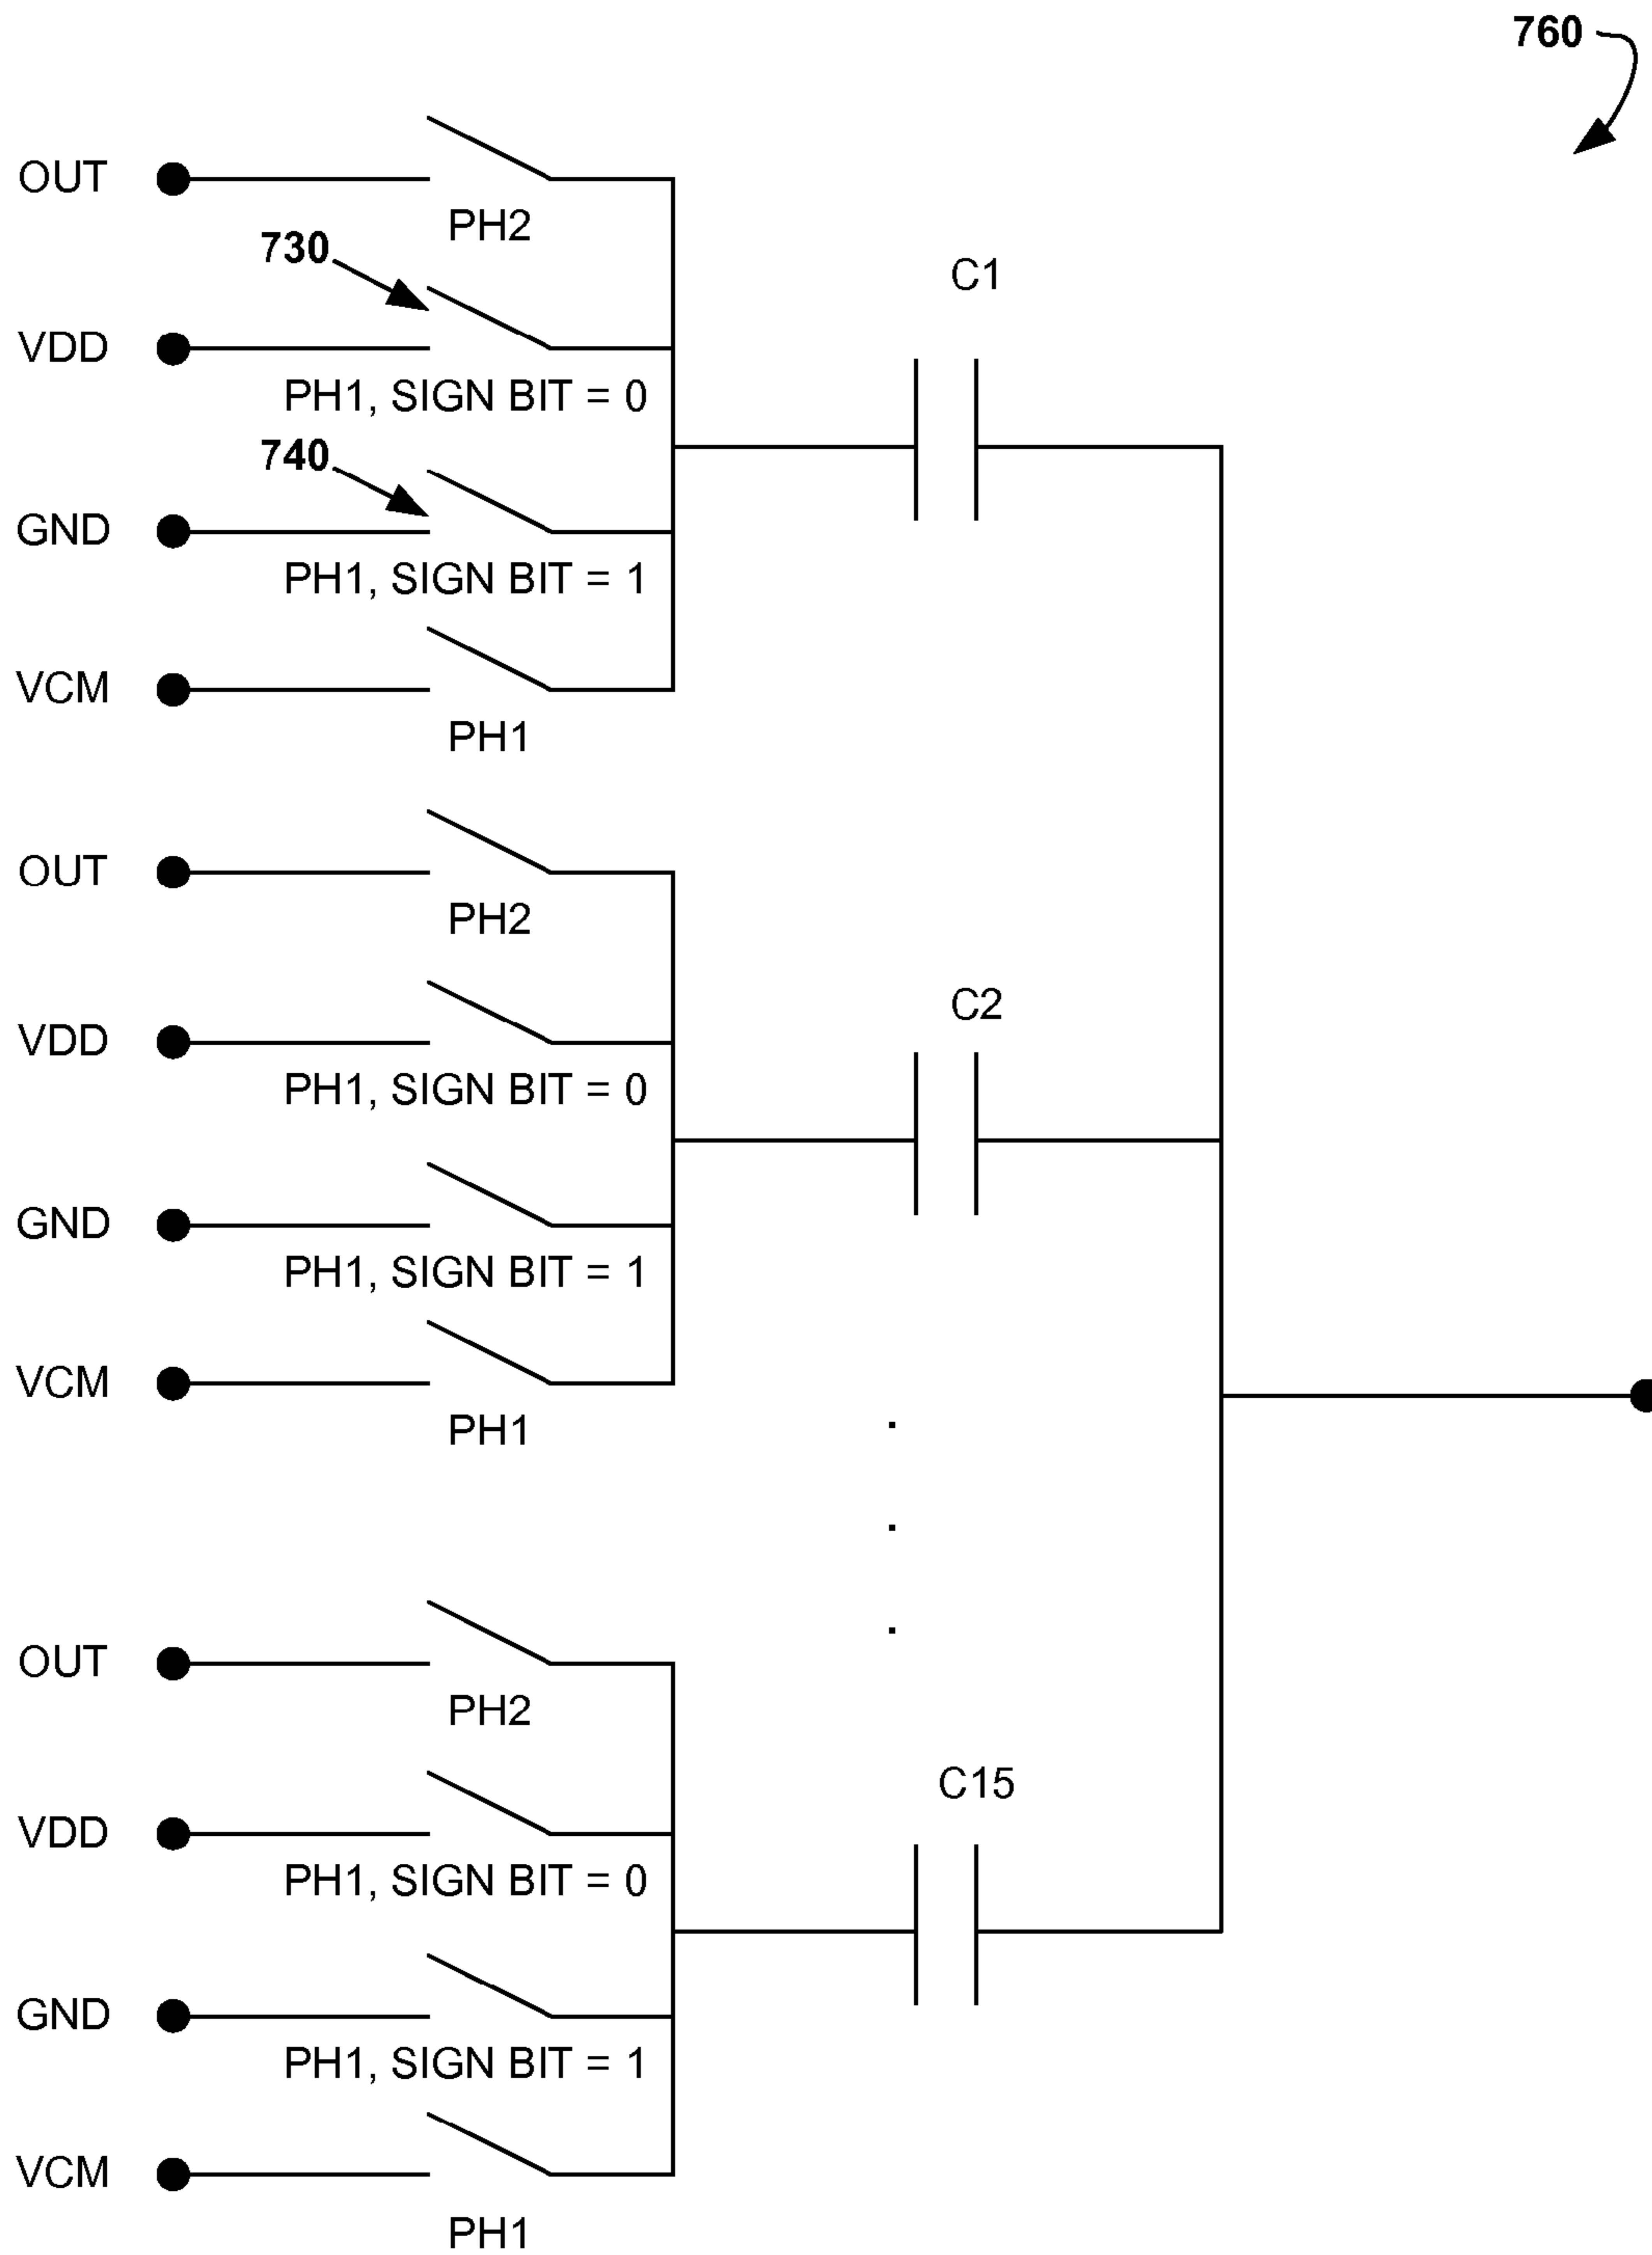 760
OUT
PH2
730
C1
VDD
PH1, SIGN BIT = 0
740
GND
PH1, SIGN BIT = 1
VCM
PH1
OUT
PH2
C2
VDD
PH1, SIGN BIT = 0
GND
PH1, SIGN BIT = 1
VCM
PH1
OUT
PH2
C15
VDD
PH1, SIGN BIT = 0
GND
PH1, SIGN BIT = 1
VCM
PH1